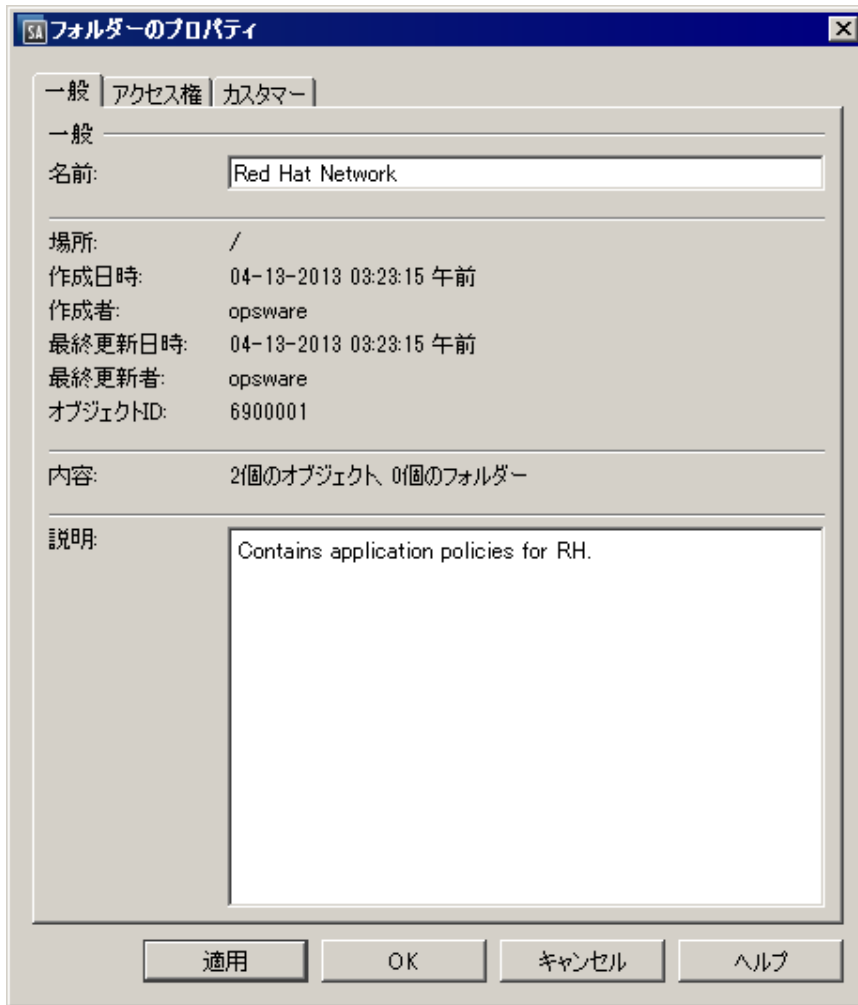 SA フォルダーのプロパティ
一般 アクセス権 カスタマー
一般
名前: Red Hat Network
場所: /
作成日時: 04-13-2013 03:23:15 午前
作成者: opsware
最終更新日時: 04-13-2013 03:23:15 午前
最終更新者: opsware
オブジェクトID: 6900001
内容: 2個のオブジェクト、0個のフォルダー
説明: Contains application policies for RH.
適用 OK キャンセル ヘルプ